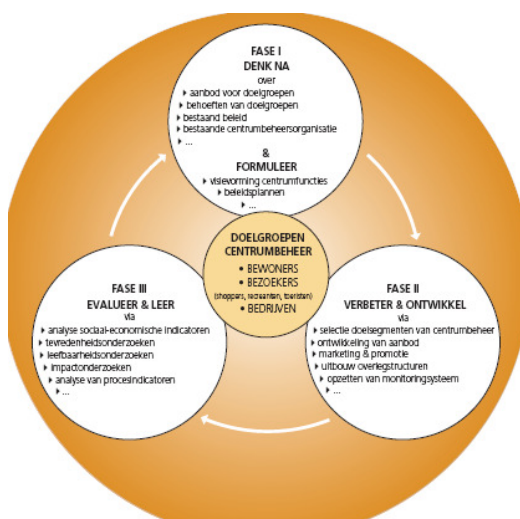 FASE I
DENK NA
over
aanbod voor doelgroepen
behoeften van doelgroepen
bestaand beleid
bestaande centrumbeheersorganisatie
...
&
FORMULEER
visievorming centrumfuncties
beleidsplannen
...
DOELGROEPEN
CENTRUMBEHEER
• BEWONERS
• BEZOEKERS
(shoppers, recreanten, toeristen)
• BEDRIJVEN
FASE II
VERBETER & ONTWIKKEL
via
selectie doelsegmenten van centrumbeheer
ontwikkeling van aanbod
marketing & promotie
uitbouw overlegstructuren
opzetten van monitoringsysteem
...
FASE III
EVALUEER & LEER
via
analyse sociaal-economische indicatoren
tevredenheidsonderzoeken
leefbaarheidsonderzoeken
impactonderzoeken
analyse van procesindicatoren
...